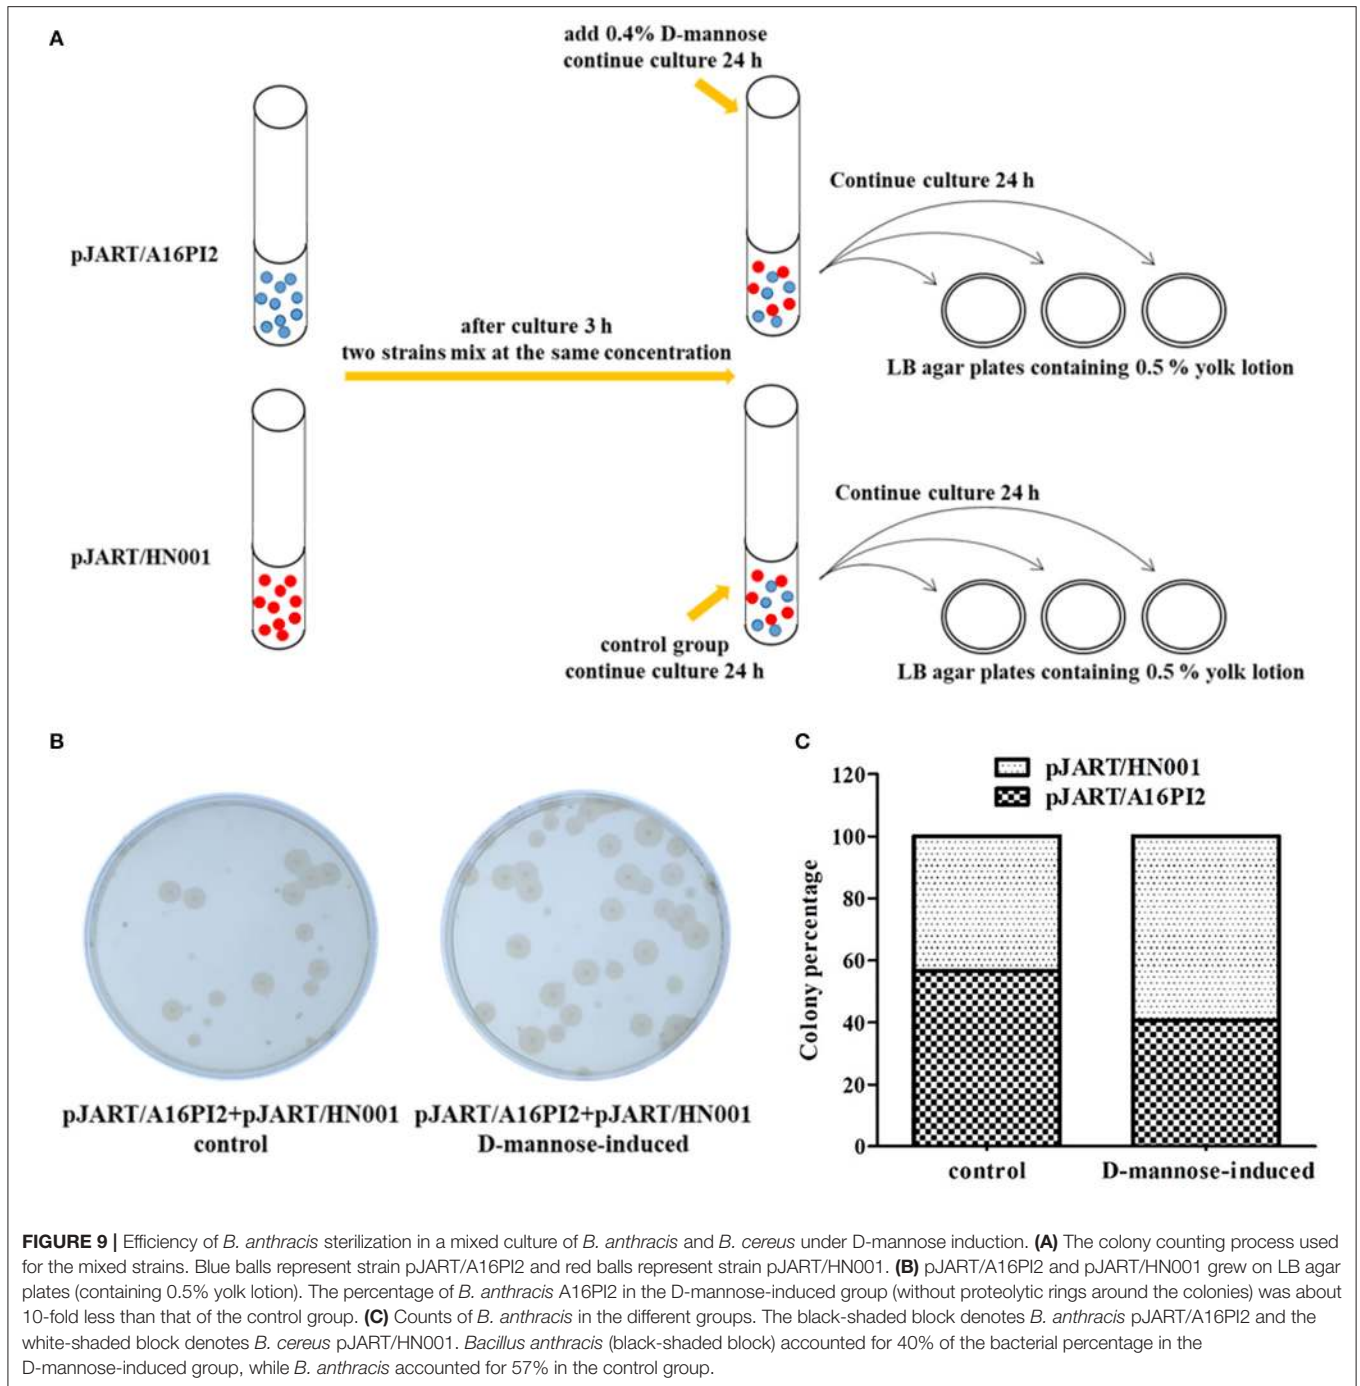 A
add 0.4% D-mannose
continue culture 24 h
Continue culture 24 h
pJART/A16PI2
after culture 3 h
two strains mix at the same concentration
LB agar plates containing 0.5 % yolk lotion
Continue culture 24 h
pJART/HN001
control group
continue culture 24 h
LB agar plates containing 0.5 % yolk lotion
B
pJART/A16PI2+pJART/HN001
control
pJART/A16PI2+pJART/HN001
D-mannose-induced
C
pJART/HN001
pJART/A16PI2
120
100
80
60
40
20
0
Colony percentage
control
D-mannose-induced
FIGURE 9 | Efficiency of B. anthracis sterilization in a mixed culture of B. anthracis and B. cereus under D-mannose induction. (A) The colony counting process used
for the mixed strains. Blue balls represent strain pJART/A16PI2 and red balls represent strain pJART/HN001. (B) pJART/A16PI2 and pJART/HN001 grew on LB agar
plates (containing 0.5% yolk lotion). The percentage of B. anthracis A16PI2 in the D-mannose-induced group (without proteolytic rings around the colonies) was about
10-fold less than that of the control group. (C) Counts of B. anthracis in the different groups. The black-shaded block denotes B. anthracis pJART/A16PI2 and the
white-shaded block denotes B. cereus pJART/HN001. Bacillus anthracis (black-shaded block) accounted for 40% of the bacterial percentage in the
D-mannose-induced group, while B. anthracis accounted for 57% in the control group.